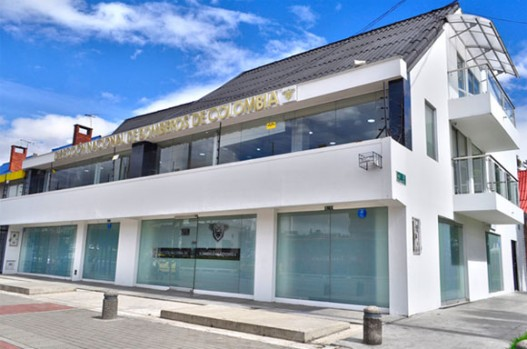 DIRECCIÓN NACIONAL DE BOMBEROS DE COLOMBIA